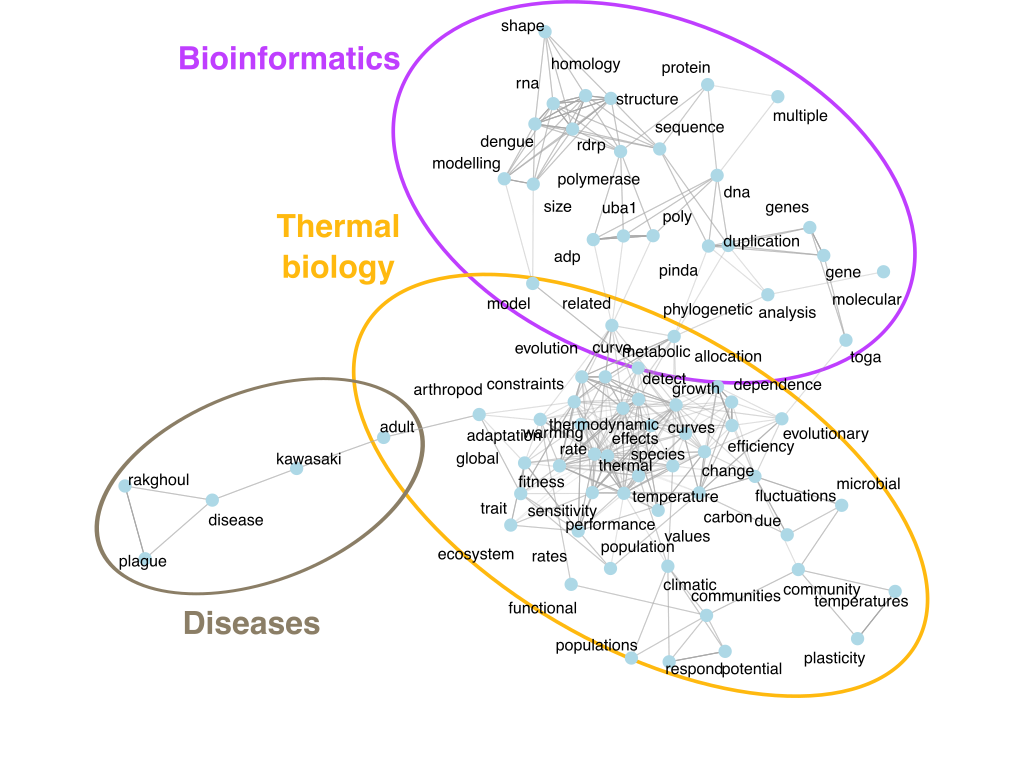 shape
Bioinformatics
homology
protein
rna
structure
multiple
sequence
dengue
rdrp
modelling
polymerase
dna
size
uba1
poly
genes
Thermal
biology
duplication
adp
pinda
gene
model
related
phylogenetic
analysis
molecular
evolution
curve
metabolic
allocation
toga
arthropod
constraints
detect
growth
dependence
adult
thermodynamic
curves
adaptation
warming
effects
evolutionary
efficiency
kawasaki
global
rate
species
thermal
change
rakghoul
fitness
temperature
fluctuations
microbial
disease
trait
sensitivity
performance
carbon
due
values
plague
ecosystem
rates
population
climatic
communities
community
temperatures
Diseases
functional
populations
respond
potential
plasticity